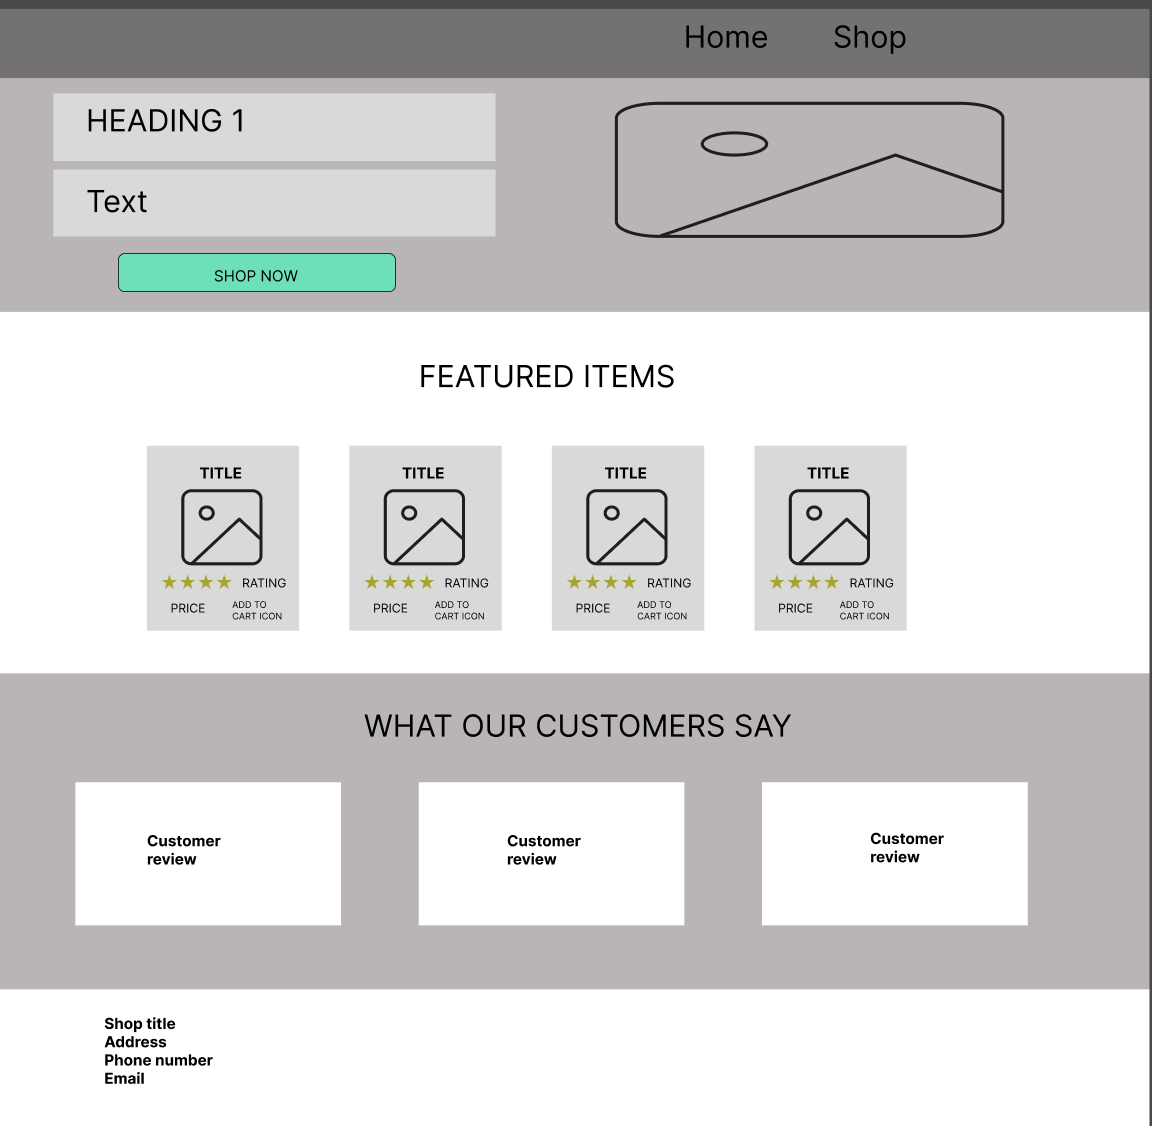 Home Shop
HEADING 1
Text
SHOP NOW
FEATURED ITEMS
TITLE TITLE TITLE TITLE
★★★★ RATING ★★★★ RATING ★★★★ RATING ★★★★ RATING
PRICE ADD TO CART ICON PRICE ADD TO CART ICON PRICE ADD TO CART ICON PRICE ADD TO CART ICON
WHAT OUR CUSTOMERS SAY
Customer review Customer review Customer review
Shop title
Address
Phone number
Email